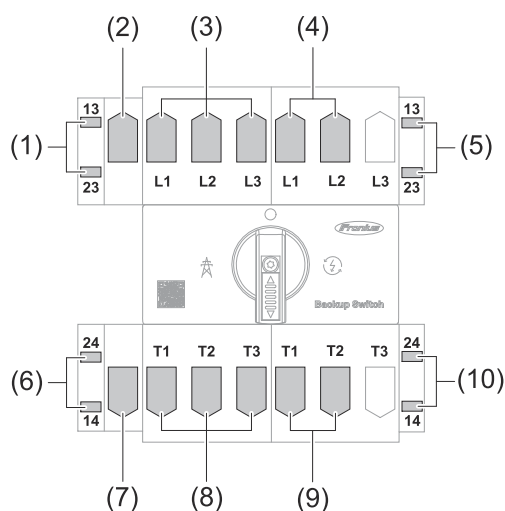 (2) (3) (4)
13 13
(1) (5)
23 L1 L2 L3 L1 L2 L3 23
Fronius
Backup Switch
24 T1 T2 T3 T1 T2 T3 24
(6) (10)
14 14
(7) (8) (9)